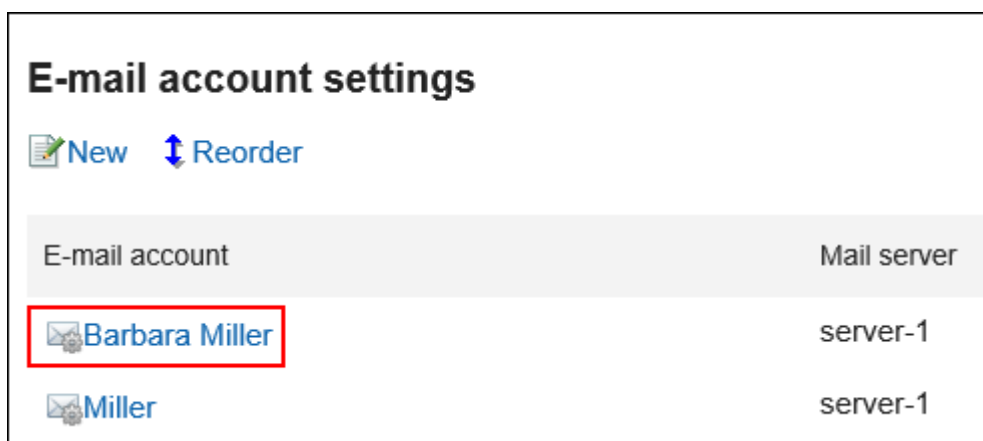 E-mail account settings
New Reorder
E-mail account Mail server
Barbara Miller server-1
Miller server-1